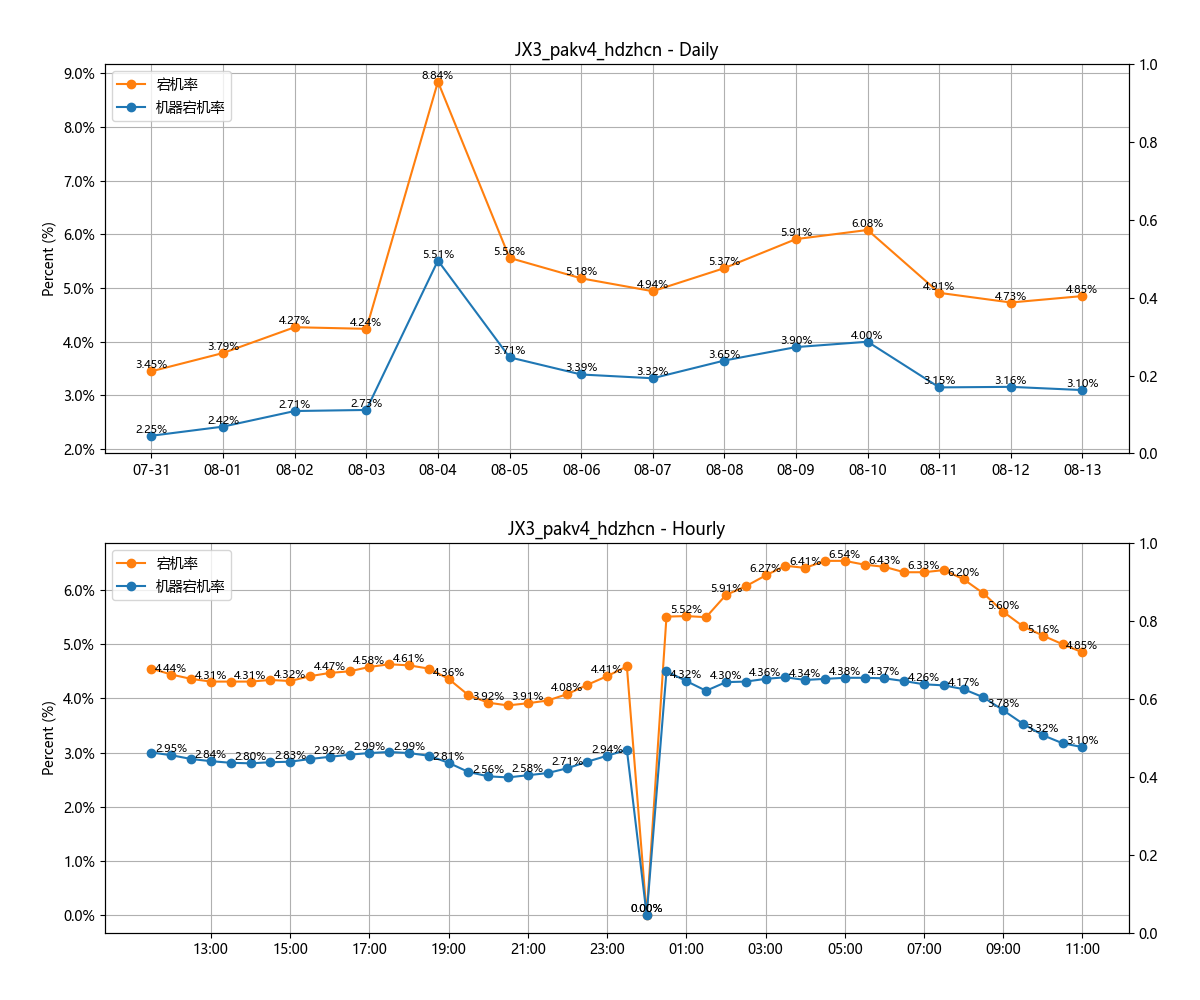 JX3_pakv4_hdzhcn - Daily
宕机率
机器宕机率
Percent (%)
9.0%
8.0%
7.0%
6.0%
5.0%
4.0%
3.0%
2.0%
1.0
0.8
0.6
0.4
0.2
0.0
3.45% 3.79% 4.27% 4.24% 8.84% 5.56% 5.18% 4.94% 5.37% 5.91% 6.08% 4.91% 4.73% 4.85%
2.25% 2.42% 2.71% 2.73% 5.51% 3.71% 3.39% 3.32% 3.65% 3.90% 4.00% 3.15% 3.16% 3.10%
07-31 08-01 08-02 08-03 08-04 08-05 08-06 08-07 08-08 08-09 08-10 08-11 08-12 08-13
JX3_pakv4_hdzhcn - Hourly
宕机率
机器宕机率
Percent (%)
6.0%
5.0%
4.0%
3.0%
2.0%
1.0%
0.0%
1.0
0.8
0.6
0.4
0.2
0.0
4.44% 4.31% 4.31% 4.32% 4.47% 4.58% 4.61% 4.36% 3.92% 3.91% 4.08% 4.41% 0.00% 5.52% 5.91% 6.27% 6.41% 6.54% 6.43% 6.33% 6.20% 5.60% 5.16% 4.85%
2.95% 2.84% 2.80% 2.83% 2.92% 2.99% 2.99% 2.81% 2.56% 2.58% 2.71% 2.94% 0.00% 4.32% 4.30% 4.36% 4.34% 4.38% 4.37% 4.26% 4.17% 3.78% 3.32% 3.10%
13:00 15:00 17:00 19:00 21:00 23:00 01:00 03:00 05:00 07:00 09:00 11:00